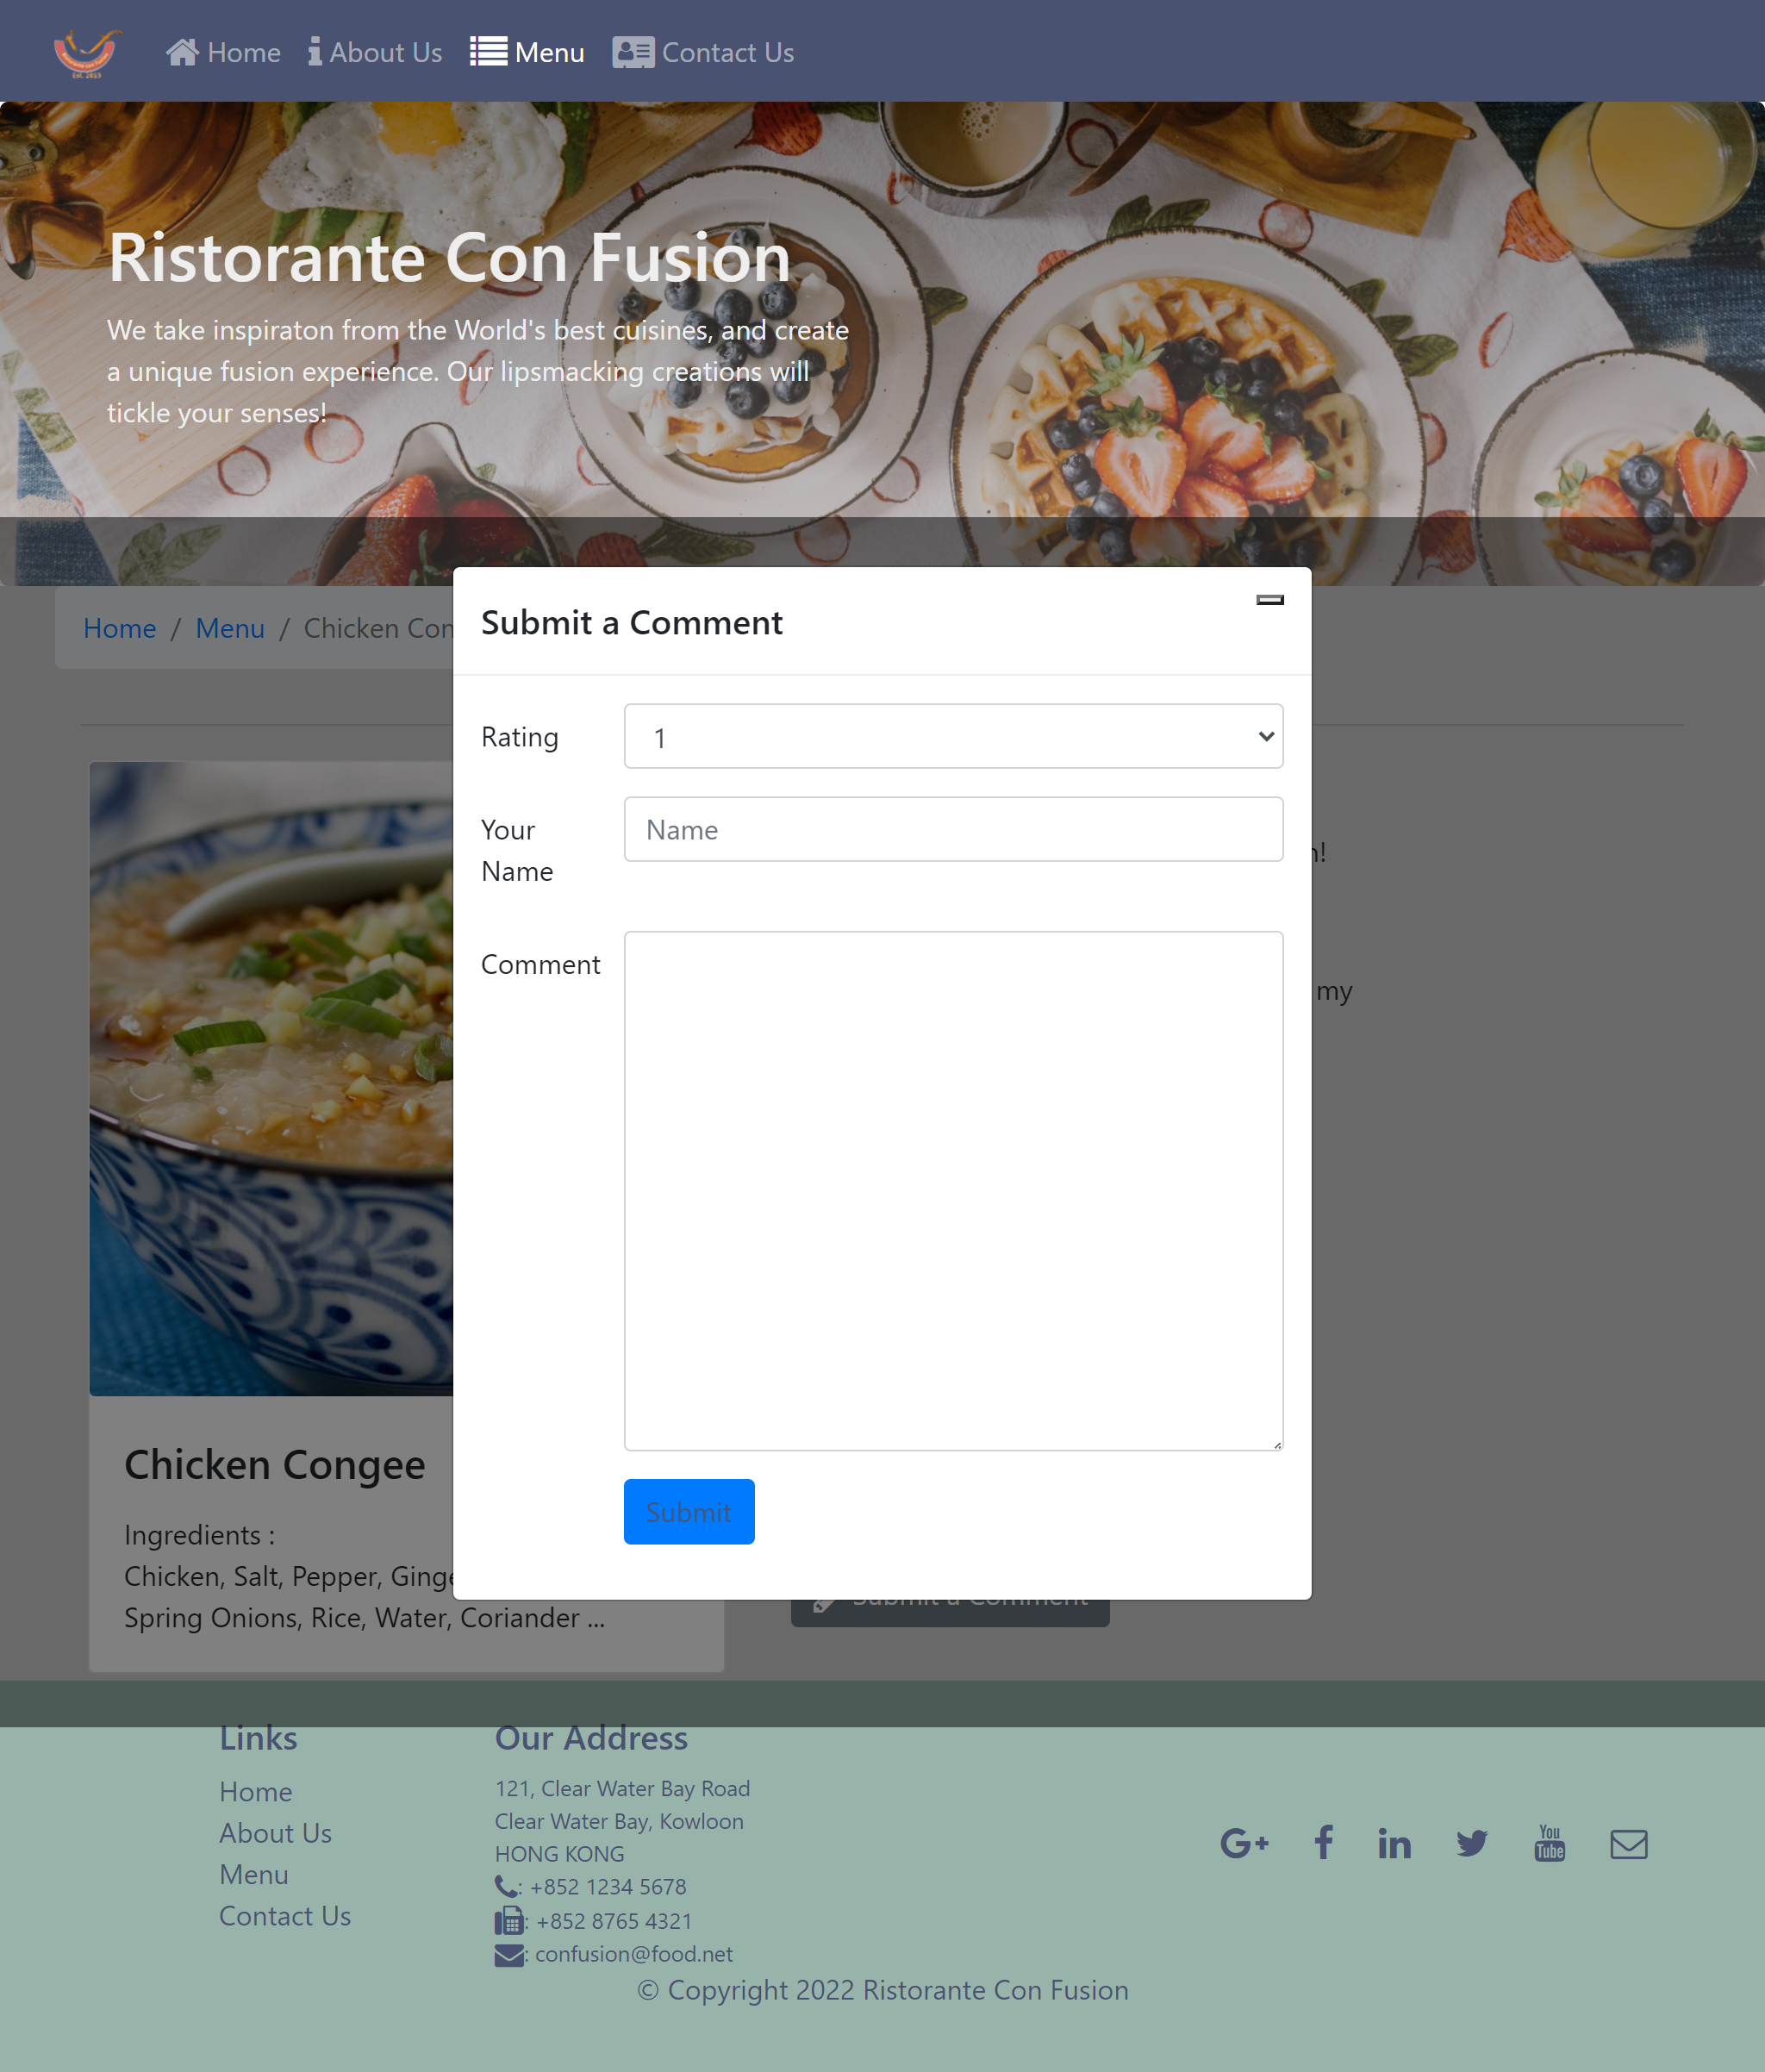 Home About Us Menu Contact Us
Ristorante Con Fusion
We take inspiraton from the World's best cuisines, and create
a unique fusion experience. Our lipsmacking creations will
tickle your senses!
Home / Menu / Chicken Con
Submit a Comment
Rating
1
Your
Name
Name
Comment
my
Submit
Submit a Comment
Chicken Congee
Ingredients :
Chicken, Salt, Pepper, Ginge
Spring Onions, Rice, Water, Coriander ...
Links
Home
About Us
Menu
Contact Us
Our Address
121, Clear Water Bay Road
Clear Water Bay, Kowloon
HONG KONG
: +852 1234 5678
: +852 8765 4321
: confusion@food.net
You
Tube
© Copyright 2022 Ristorante Con Fusion